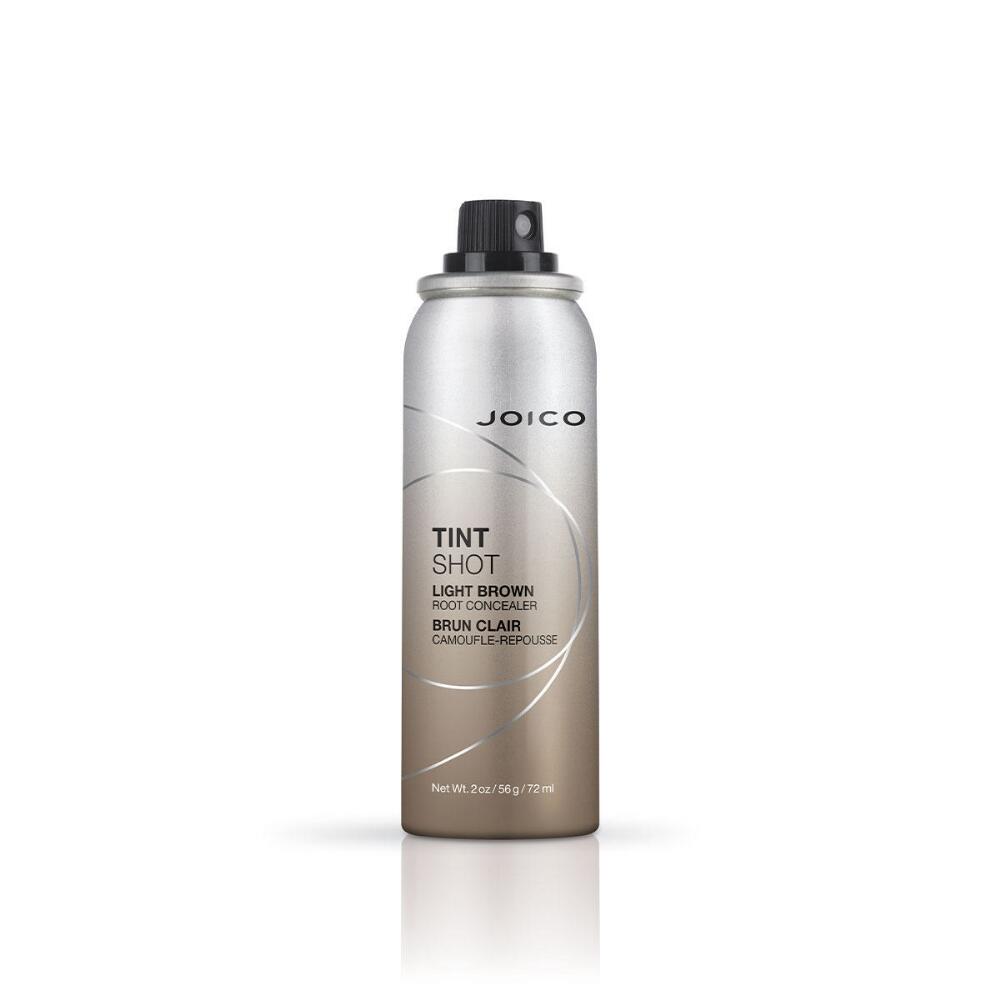 JOICO
TINT
SHOT
LIGHT BROWN
ROOT CONCEALER
BRUN CLAIR
CAMOUFLE-REPOUSSE
Net Wt. 2 oz / 56 g / 72 ml